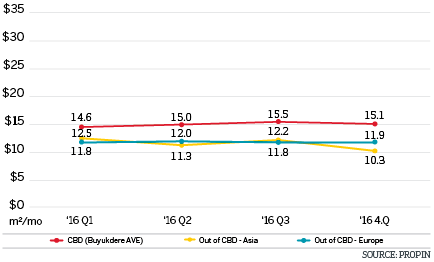 $35
$30
$25
$20
$15
$10
$5
$0
14.6 15.0 15.5 15.1
12.5 12.0 12.2 11.9
11.8 11.3 11.8 10.3
m²/mo '16 Q1 '16 Q2 '16 Q3 '16 4.Q
CBD (Buyukdere AVE) Out of CBD - Asia Out of CBD - Europe
SOURCE: PROPIN